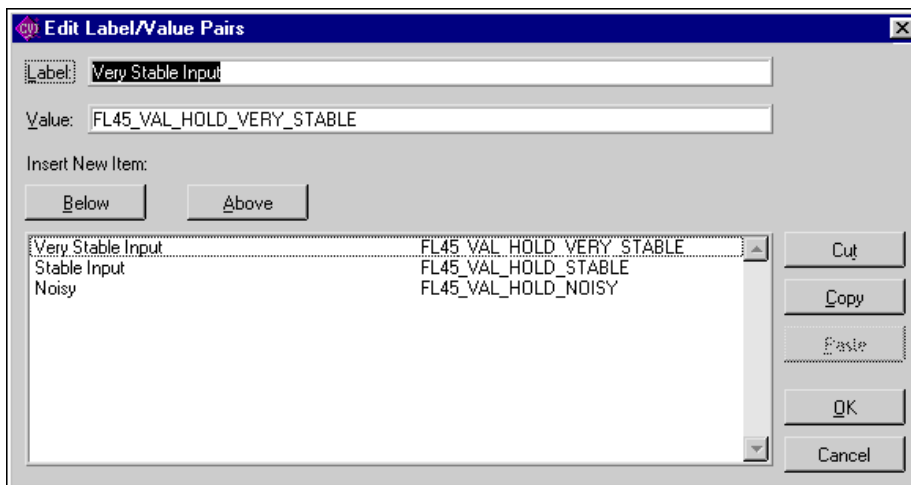 cvi Edit Label/Value Pairs
Label: Very Stable Input
Value: FL45_VAL_HOLD_VERY_STABLE
Insert New Item:
Below Above
Very Stable Input FL45_VAL_HOLD_VERY_STABLE
Stable Input FL45_VAL_HOLD_STABLE
Noisy FL45_VAL_HOLD_NOISY
Cut
Copy
Paste
OK
Cancel